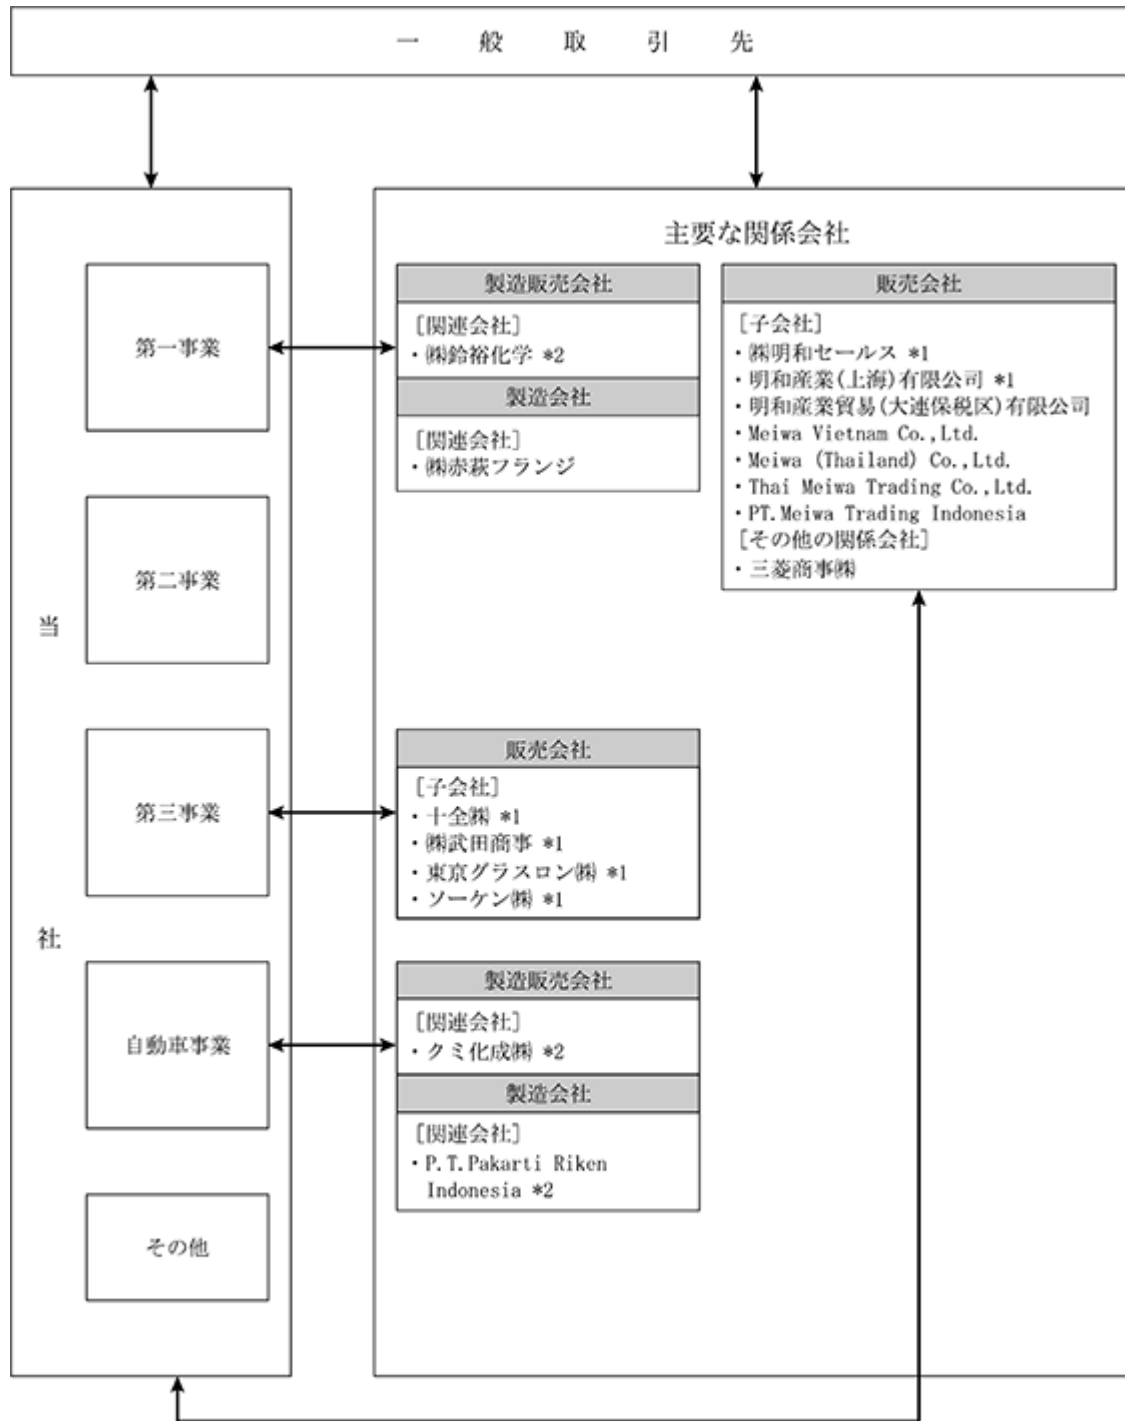 一般取引先
当社
第一事業
第二事業
第三事業
自動車事業
その他
主要な関係会社
製造販売会社
［関連会社］
・㈱鈴裕化学 *2
製造会社
［関連会社］
・㈱赤萩フランジ
販売会社
［子会社］
・㈱明和セールス *1
・明和産業(上海)有限公司 *1
・明和産業貿易(大連保税区)有限公司
・Meiwa Vietnam Co.,Ltd.
・Meiwa (Thailand) Co.,Ltd.
・Thai Meiwa Trading Co.,Ltd.
・PT.Meiwa Trading Indonesia
［その他の関係会社］
・三菱商事㈱
販売会社
［子会社］
・十全㈱ *1
・㈱武田商事 *1
・東京グラスロン㈱ *1
・ソーケン㈱ *1
製造販売会社
［関連会社］
・クミ化成㈱ *2
製造会社
［関連会社］
・P.T.Pakarti Riken
Indonesia *2